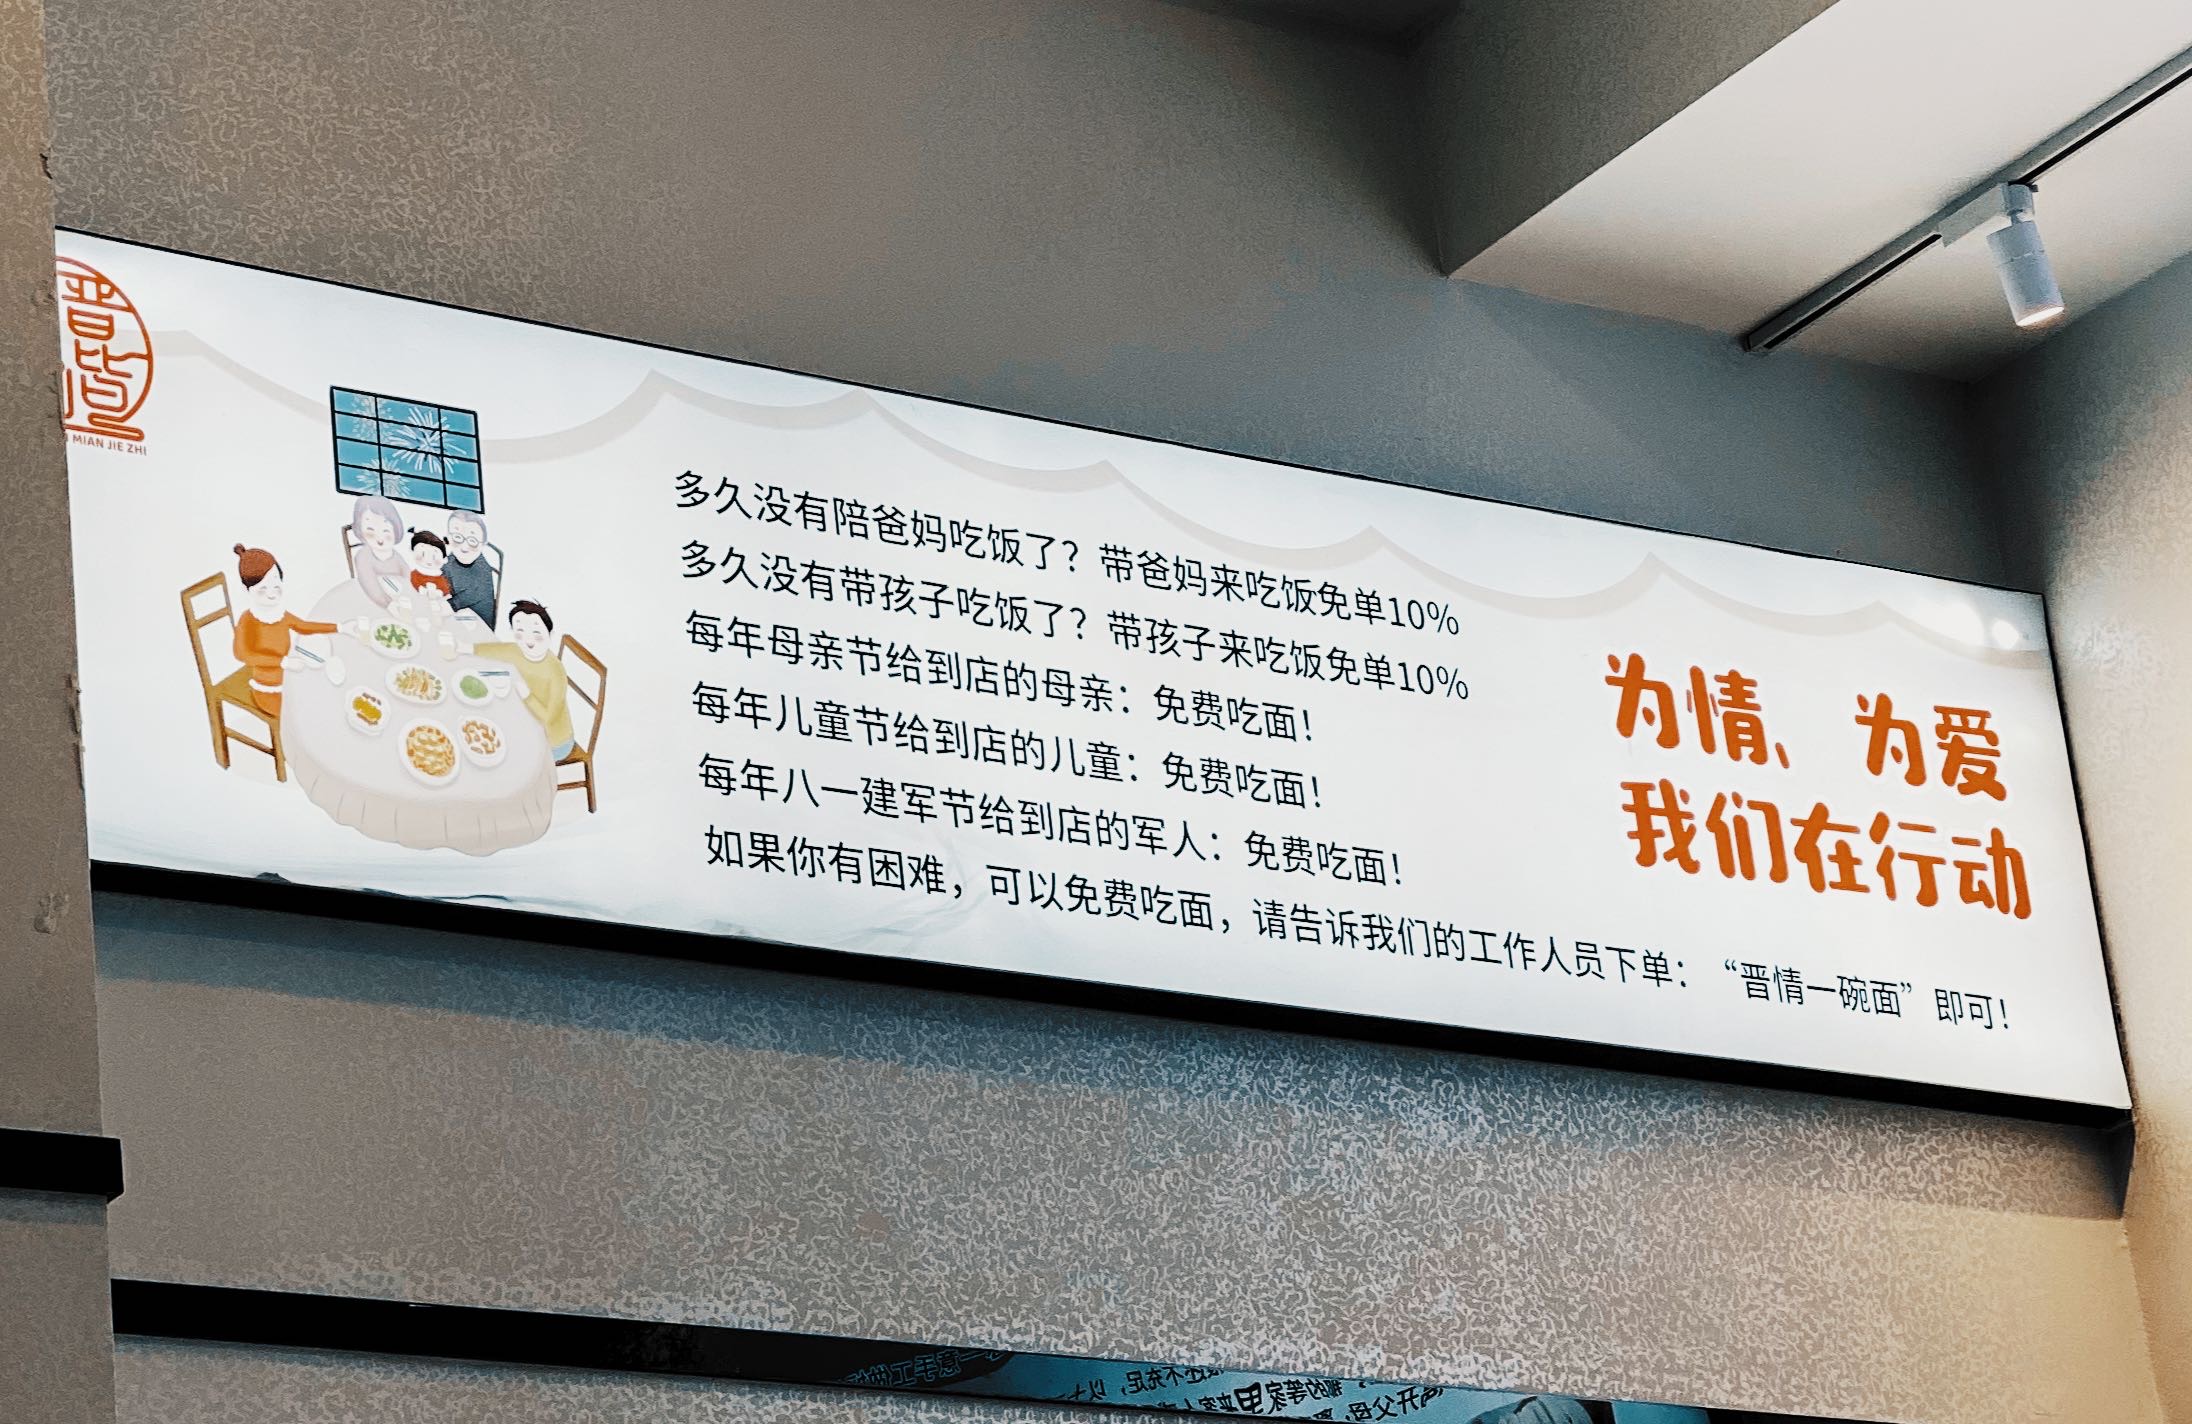 晋
MIAN JIE ZHI
多久没有陪爸妈吃饭了？带爸妈来吃饭免单10%
多久没有带孩子吃饭了？带孩子来吃饭免单10%
每年母亲节给到店的母亲：免费吃面！
每年儿童节给到店的儿童：免费吃面！
每年八一建军节给到店的军人：免费吃面！
如果你有困难，可以免费吃面，请告诉我们的工作人员下单：“晋情一碗面”即可！
为情、为爱
我们在行动